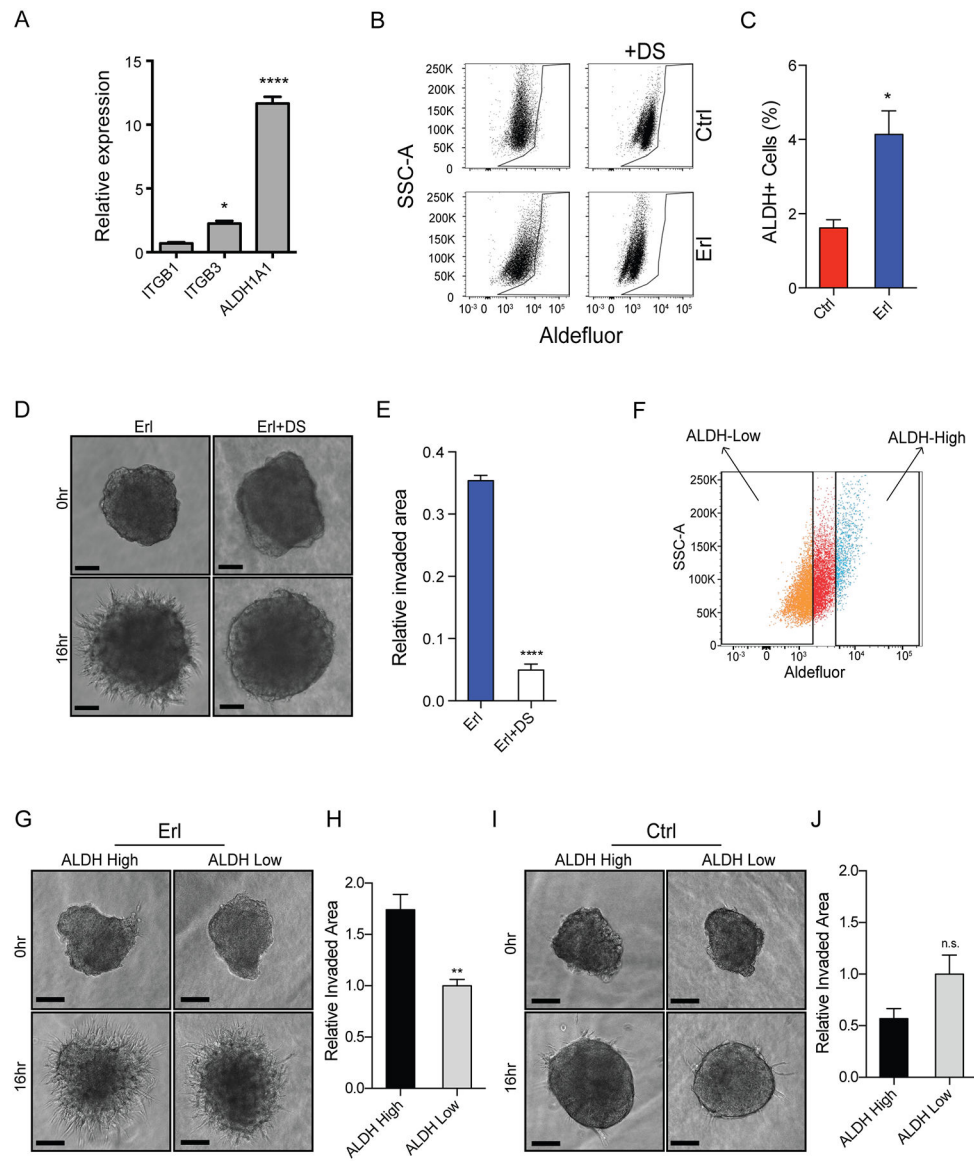 A
Relative expression
15
10
5
0
****
*
ITGB1
ITGB3
ALDH1A1
B
+DS
SSC-A
250K
200K
150K
100K
50K
0
250K
200K
150K
100K
50K
0
Ctrl
250K
200K
150K
100K
50K
0
250K
200K
150K
100K
50K
0
Erl
10-3 0 103 104 105
10-3 0 103 104 105
Aldefluor
C
ALDH+ Cells (%)
6
4
2
0
*
Ctrl
Erl
D
Erl
Erl+DS
0hr
16hr
E
Relative invaded area
0.4
0.3
0.2
0.1
0.0
****
Erl
Erl+DS
F
ALDH-Low
ALDH-High
SSC-A
250K
200K
150K
100K
50K
0
10-3 0 103 104 105
Aldefluor
G
Erl
ALDH High
ALDH Low
0hr
16hr
H
Relative Invaded Area
2.0
1.5
1.0
0.5
0.0
**
ALDH High
ALDH Low
I
Ctrl
ALDH High
ALDH Low
0hr
16hr
J
Relative Invaded Area
2.0
1.5
1.0
0.5
0.0
n.s.
ALDH High
ALDH Low